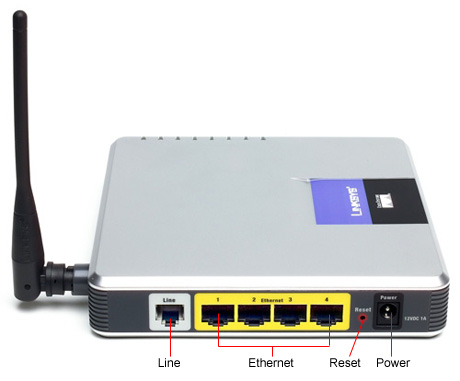 LINKSYS®
Line
1 2 Ethernet 3 4
Reset
Power
12VDC 1A
Line Ethernet Reset Power